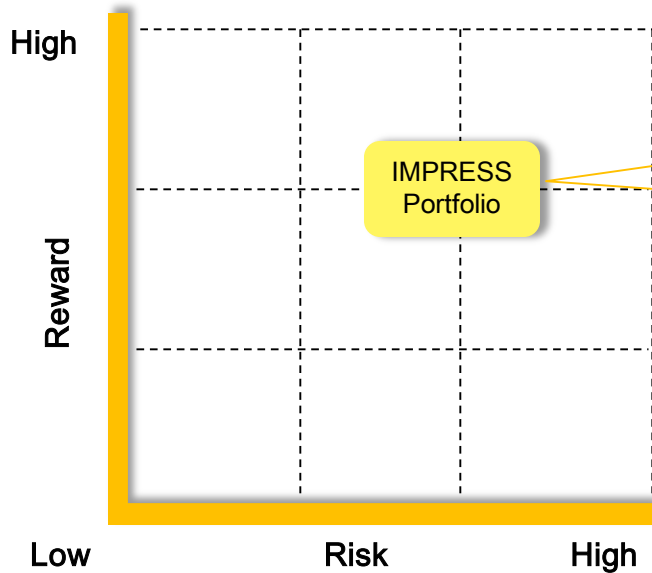 High
IMPRESS
Portfolio
Reward
Low
Risk
High